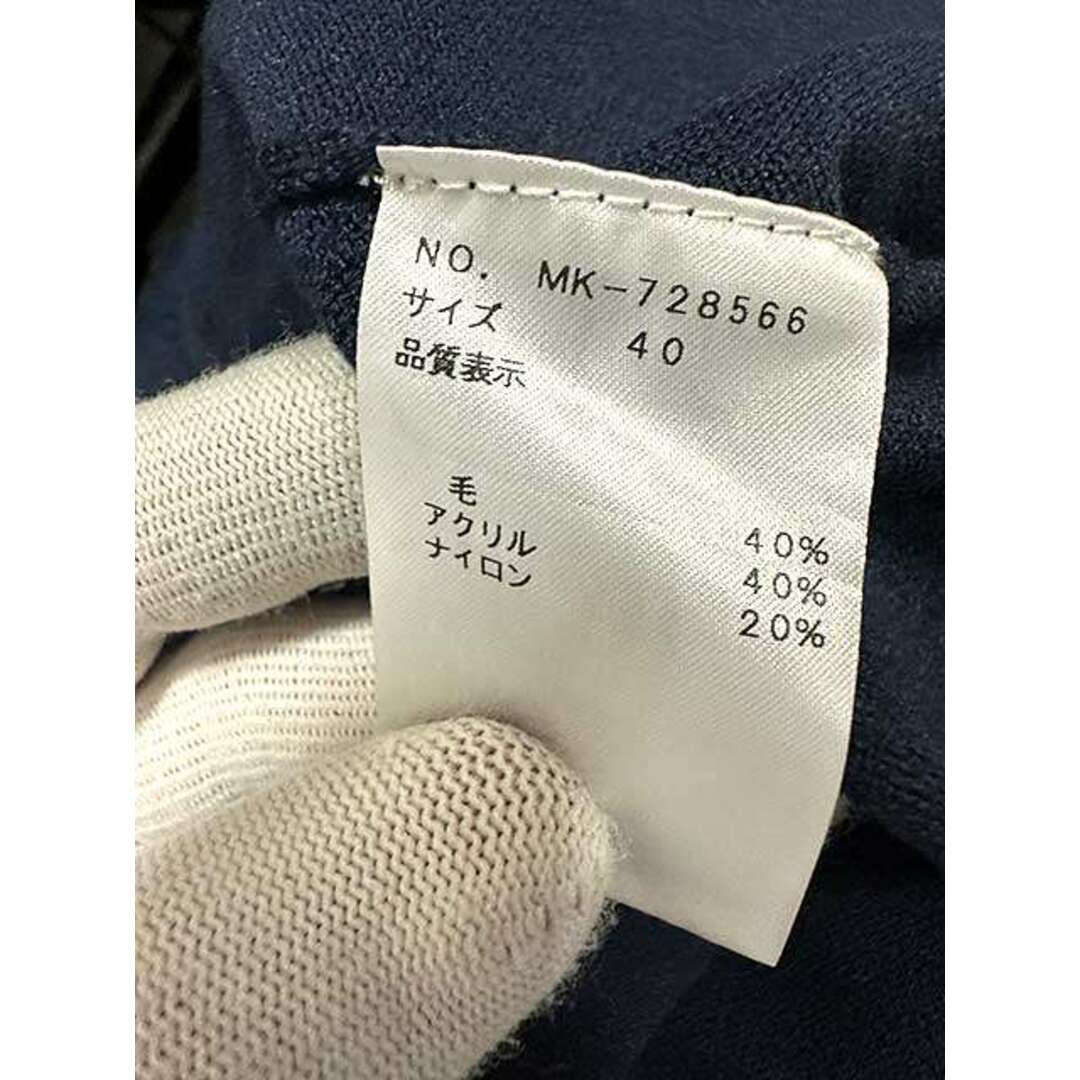 NO. MK-728566
サイズ 40
品質表示
毛 40%
アクリル 40%
ナイロン 20%